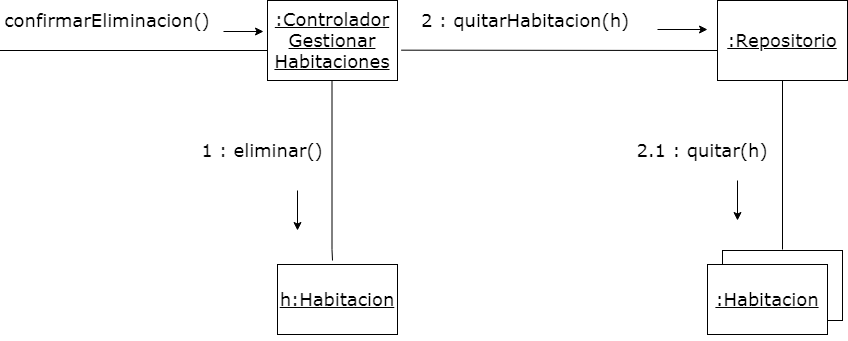 confirmarEliminacion()
:Controlador
Gestionar
Habitaciones
2 : quitarHabitacion(h)
:Repositorio
1 : eliminar()
2.1 : quitar(h)
h:Habitacion
:Habitacion